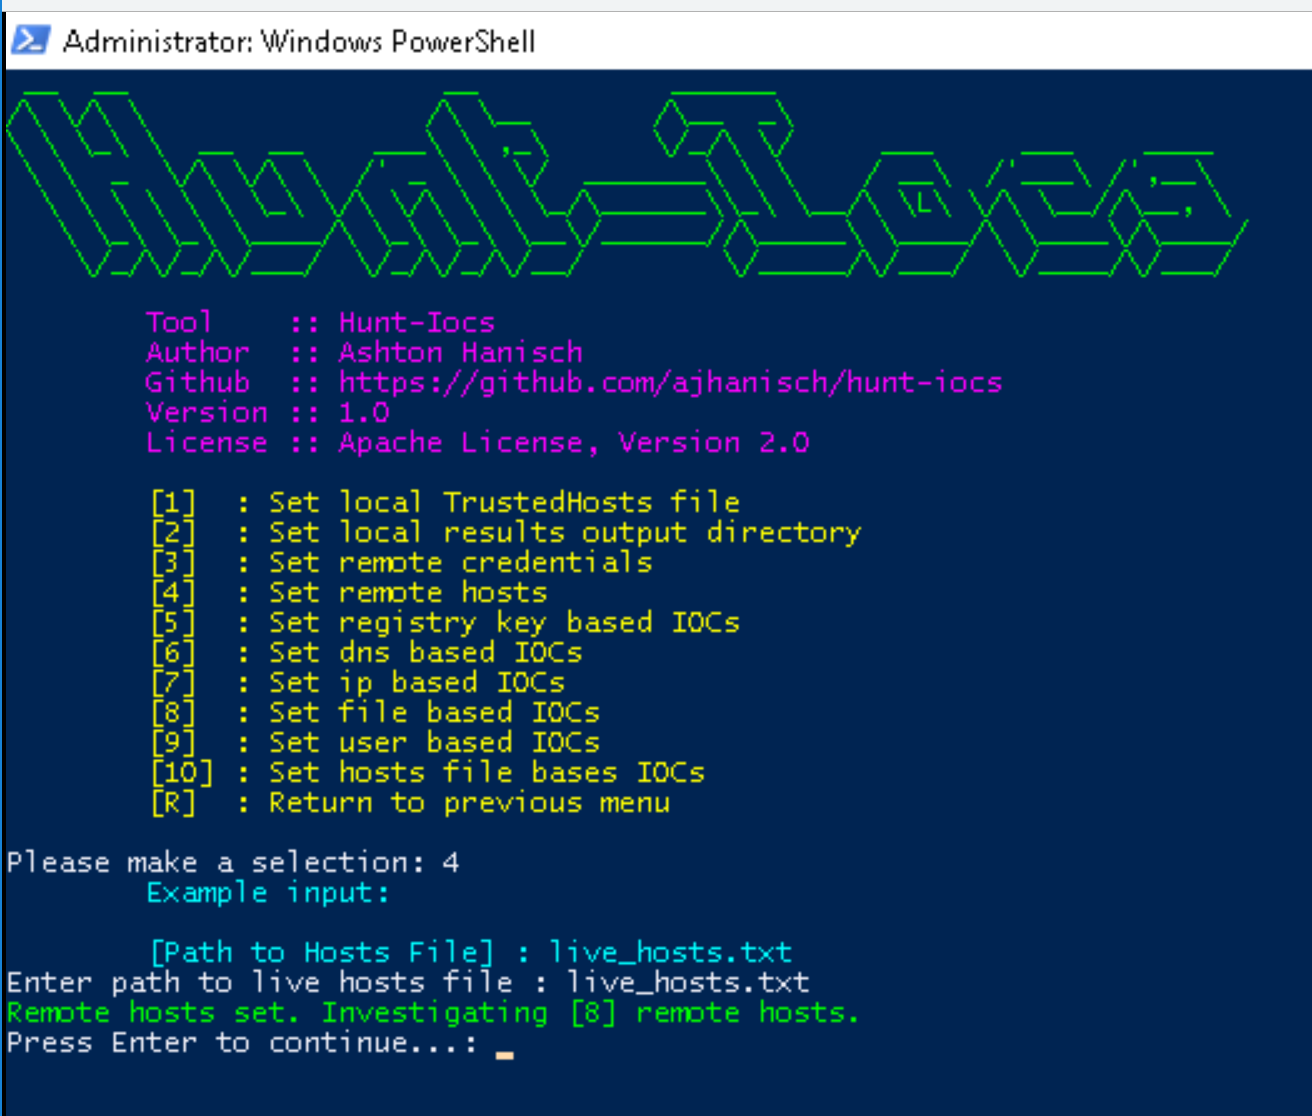 Administrator: Windows PowerShell
Hunt-Iocs
Tool :: Hunt-Iocs
Author :: Ashton Hanisch
Github :: https://github.com/ajhanisch/hunt-iocs
Version :: 1.0
License :: Apache License, Version 2.0
[1] : Set local TrustedHosts file
[2] : Set local results output directory
[3] : Set remote credentials
[4] : Set remote hosts
[5] : Set registry key based IOCs
[6] : Set dns based IOCs
[7] : Set ip based IOCs
[8] : Set file based IOCs
[9] : Set user based IOCs
[10] : Set hosts file bases IOCs
[R] : Return to previous menu
Please make a selection: 4
Example input:
[Path to Hosts File] : live_hosts.txt
Enter path to live hosts file : live_hosts.txt
Remote hosts set. Investigating [8] remote hosts.
Press Enter to continue...: